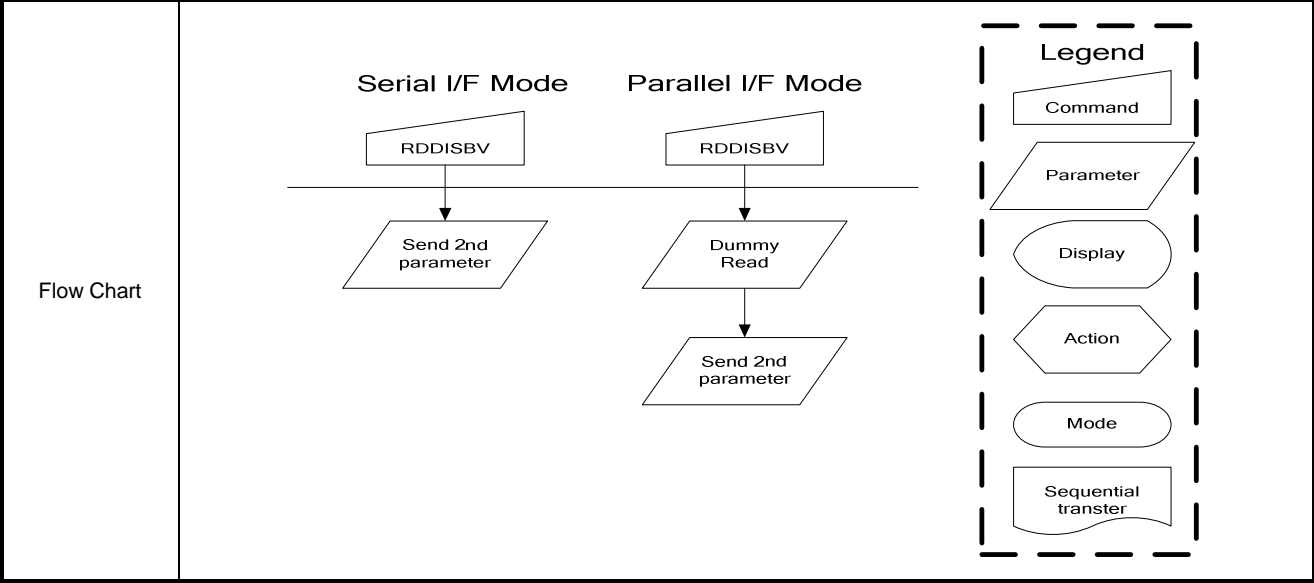 Flow Chart
Serial I/F Mode
RDDISBV
Send 2nd
parameter
Parallel I/F Mode
RDDISBV
Dummy
Read
Send 2nd
parameter
Legend
Command
Parameter
Display
Action
Mode
Sequential
transter